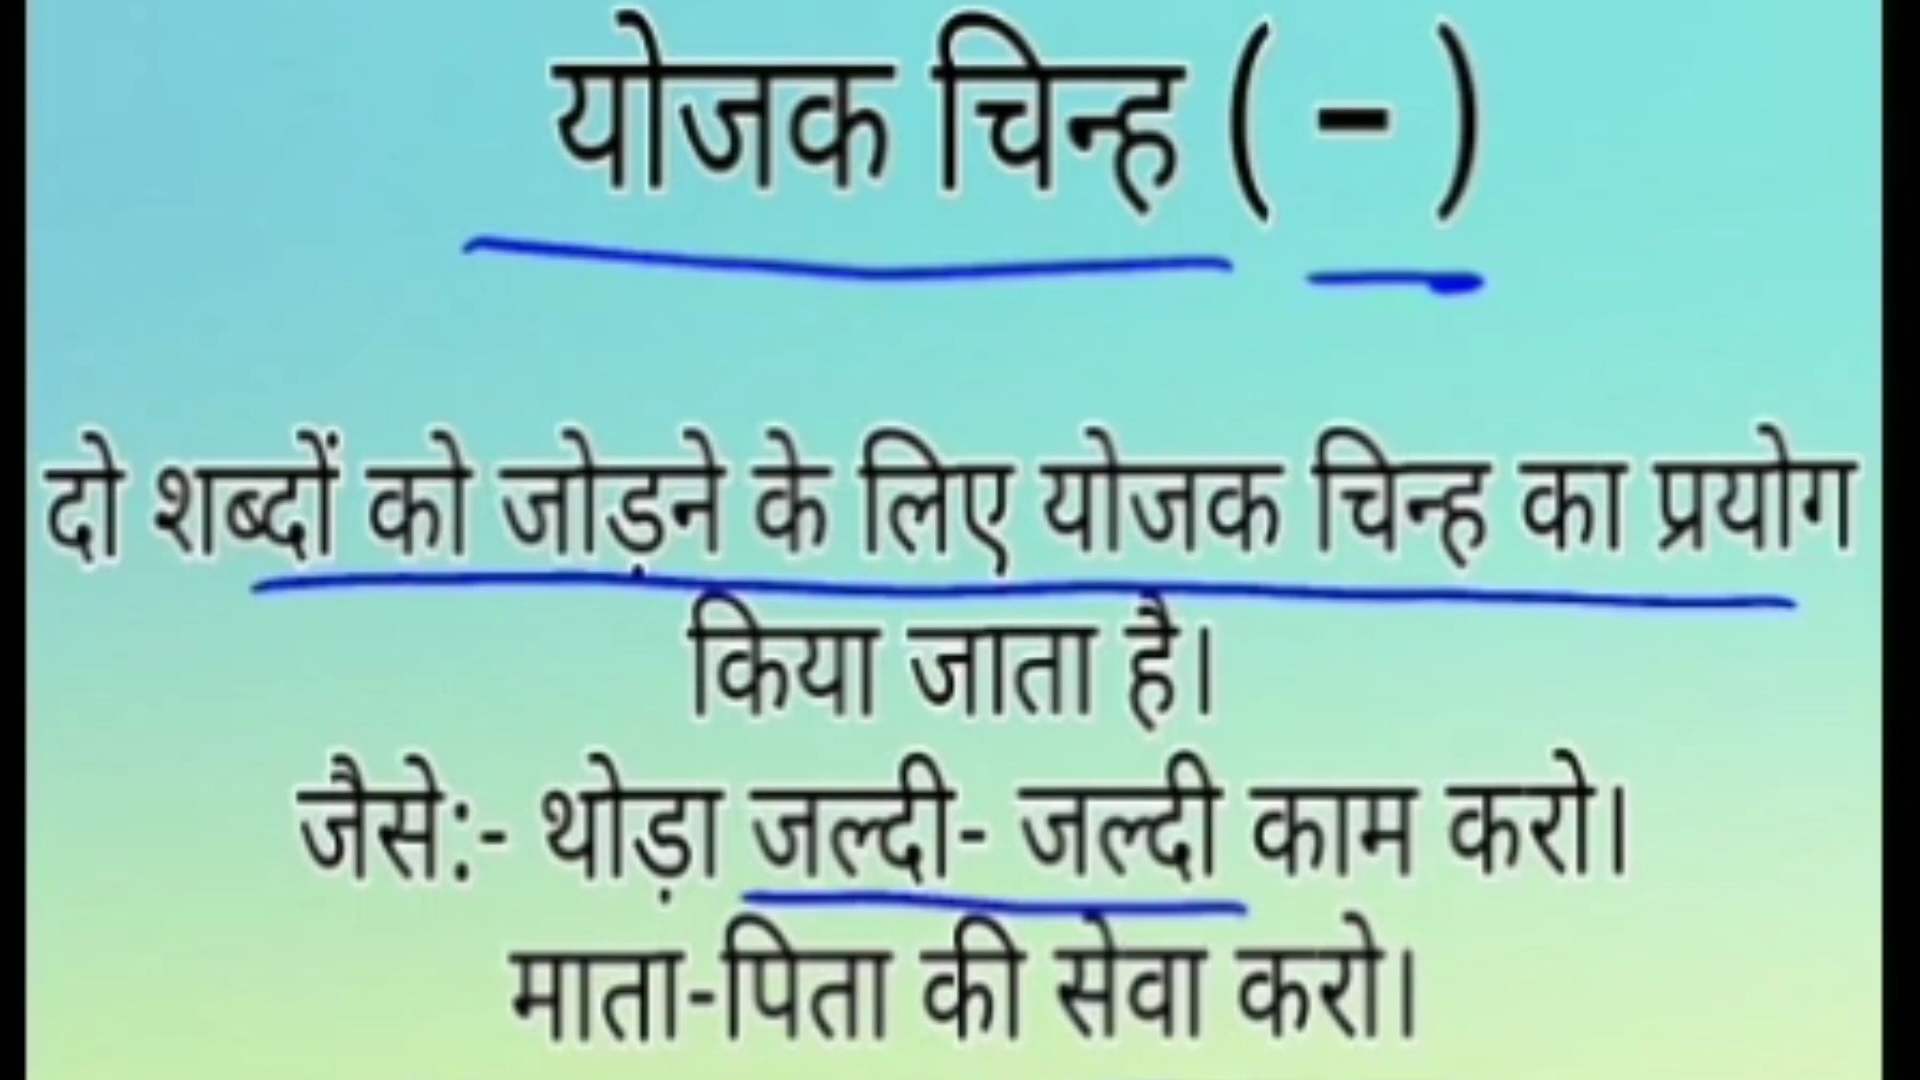 योजक चिन्ह ( - )
दो शब्दों को जोड़ने के लिए योजक चिन्ह का प्रयोग
किया जाता है।
जैसे:- थोड़ा जल्दी- जल्दी काम करो।
माता-पिता की सेवा करो।